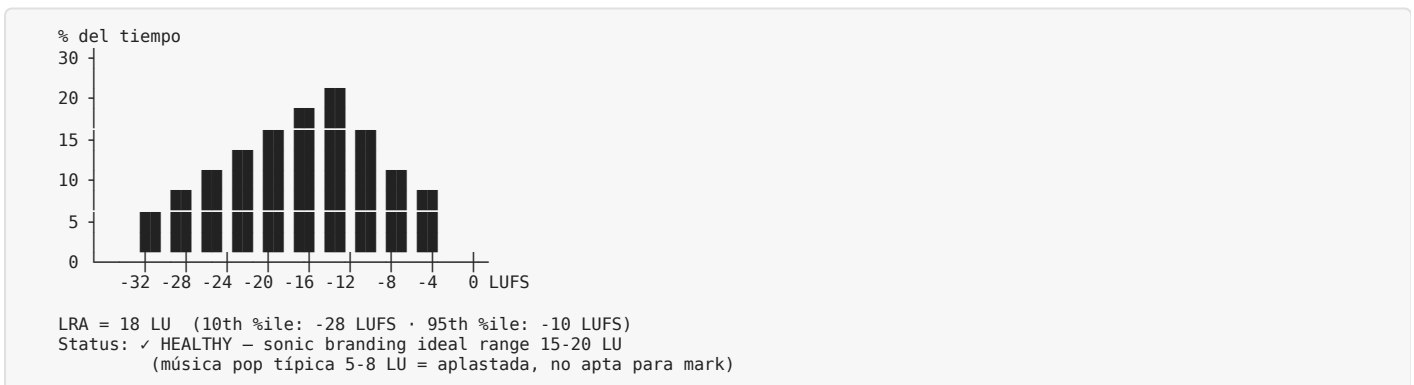 % del tiempo
30
20
15
10
5
0
-32 -28 -24 -20 -16 -12 -8 -4 0 LUFS
LRA = 18 LU (10th %ile: -28 LUFS · 95th %ile: -10 LUFS)
Status: ✓ HEALTHY — sonic branding ideal range 15-20 LU
(música pop típica 5-8 LU = aplastada, no apta para mark)